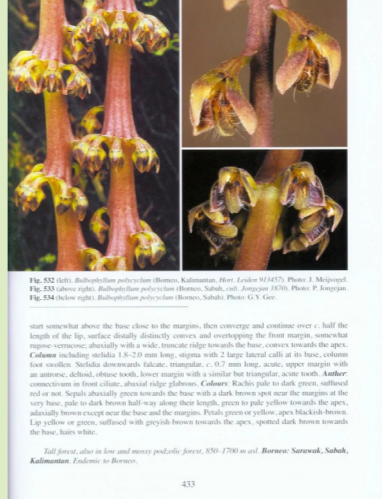 Fig. 532 (left). Bulbophyllum polycyclum (Borneo, Kalimantan, Hort. Leiden 913457). Photo: J. Meijvogel.
Fig. 533 (above right). Bulbophyllum polycyclum (Borneo, Sabah, cult. Jongejan 1870). Photo: P. Jongejan.
Fig. 534 (below right). Bulbophyllum polycyclum (Borneo, Sabah). Photo: G.Y. Gee.
start somewhat above the base close to the margins, then converge and continue over c. half the
length of the lip, surface distally distinctly convex and overtopping the front margin, somewhat
rugose-verrucose; abaxially with a wide, truncate ridge towards the base, convex towards the apex.
Column including stelidia 1.8–2.0 mm long, stigma with 2 large laterall calli at its base, column
foot swollen. Stelidia downwards falcate, triangular, c. 0.7 mm long, acute, upper margin with
an antrorse, deltoid, obtuse tooth, lower margin with a similar but triangular, acute tooth. Anther:
connectivum in front ciliate, abaxial ridge glabrous. Colours: Rachis pale to dark green, suffused
red or not. Sepals abaxially green towards the base with a dark brown spot near the margins at the
very base, pale to dark brown half-way along their length, green to pale yellow towards the apex,
adaxially brown except near the base and the margins. Petals green or yellow, apex blackish-brown.
Lip yellow or green, suffused with greyish-brown towards the apex, spotted dark brown towards
the base, hairs white.
Tall forest, also in low and mossy podzolic forest, 850–1700 m asl. Borneo: Sarawak, Sabah,
Kalimantan. Endemic to Borneo.
433